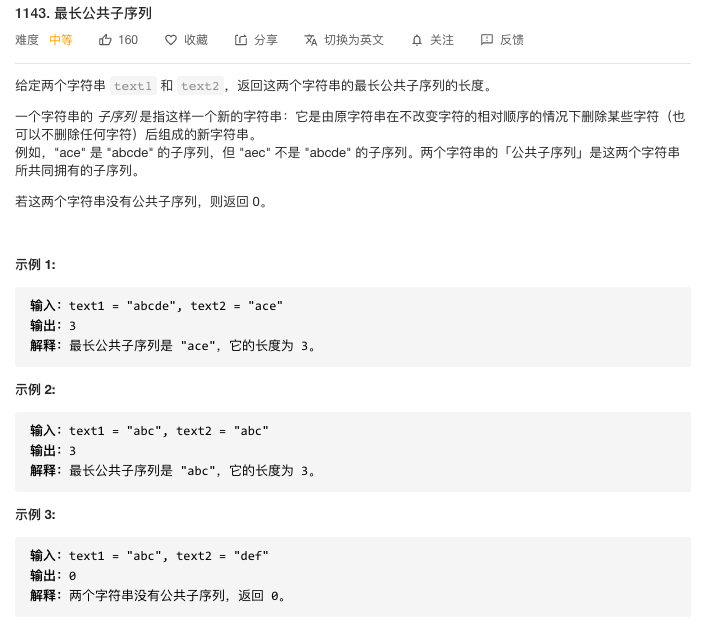 1143. 最长公共子序列
难度 中等 160 收藏 分享 切换为英文 关注 反馈
给定两个字符串 text1 和 text2，返回这两个字符串的最长公共子序列的长度。
一个字符串的 子序列 是指这样一个新的字符串：它是由原字符串在不改变字符的相对顺序的情况下删除某些字符（也
可以不删除任何字符）后组成的新字符串。
例如，"ace" 是 "abcde" 的子序列，但 "aec" 不是 "abcde" 的子序列。两个字符串的「公共子序列」是这两个字符串
所共同拥有的子序列。
若这两个字符串没有公共子序列，则返回 0。
示例 1:
输入：text1 = "abcde", text2 = "ace"
输出：3
解释：最长公共子序列是 "ace"，它的长度为 3。
示例 2:
输入：text1 = "abc", text2 = "abc"
输出：3
解释：最长公共子序列是 "abc"，它的长度为 3。
示例 3:
输入：text1 = "abc", text2 = "def"
输出：0
解释：两个字符串没有公共子序列，返回 0。